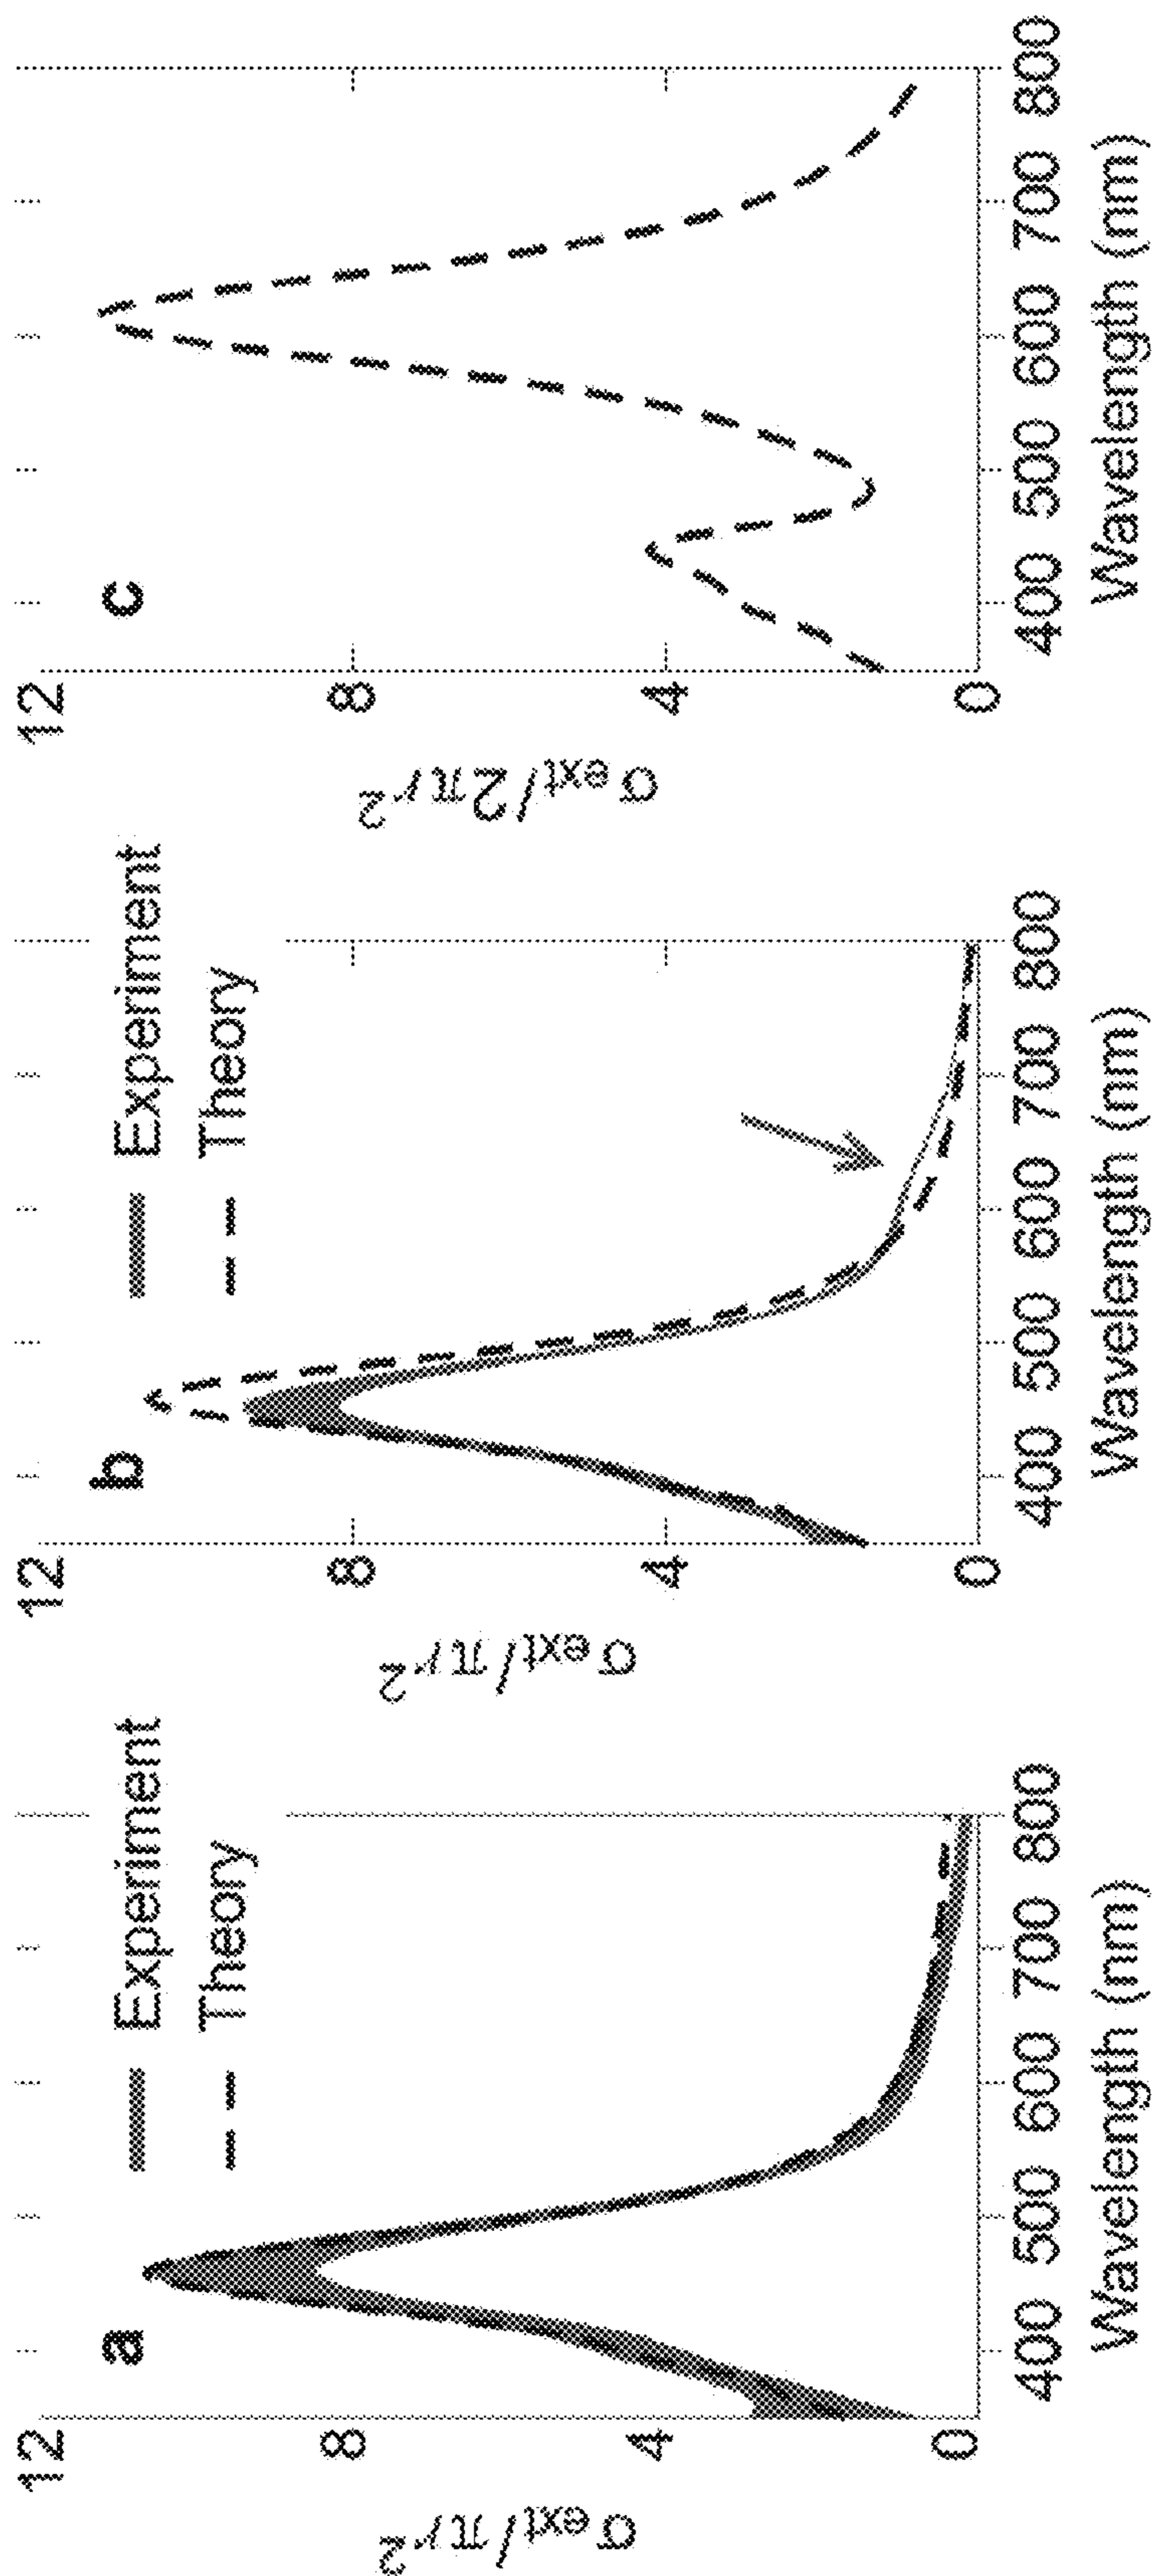 a
Experiment
Theory
12
8
4
0
σext/πr²
400 500 600 700 800
Wavelength (nm)
b
Experiment
Theory
12
8
4
0
σext/πr²
400 500 600 700 800
Wavelength (nm)
c
12
8
4
0
σext/2πr²
400 500 600 700 800
Wavelength (nm)